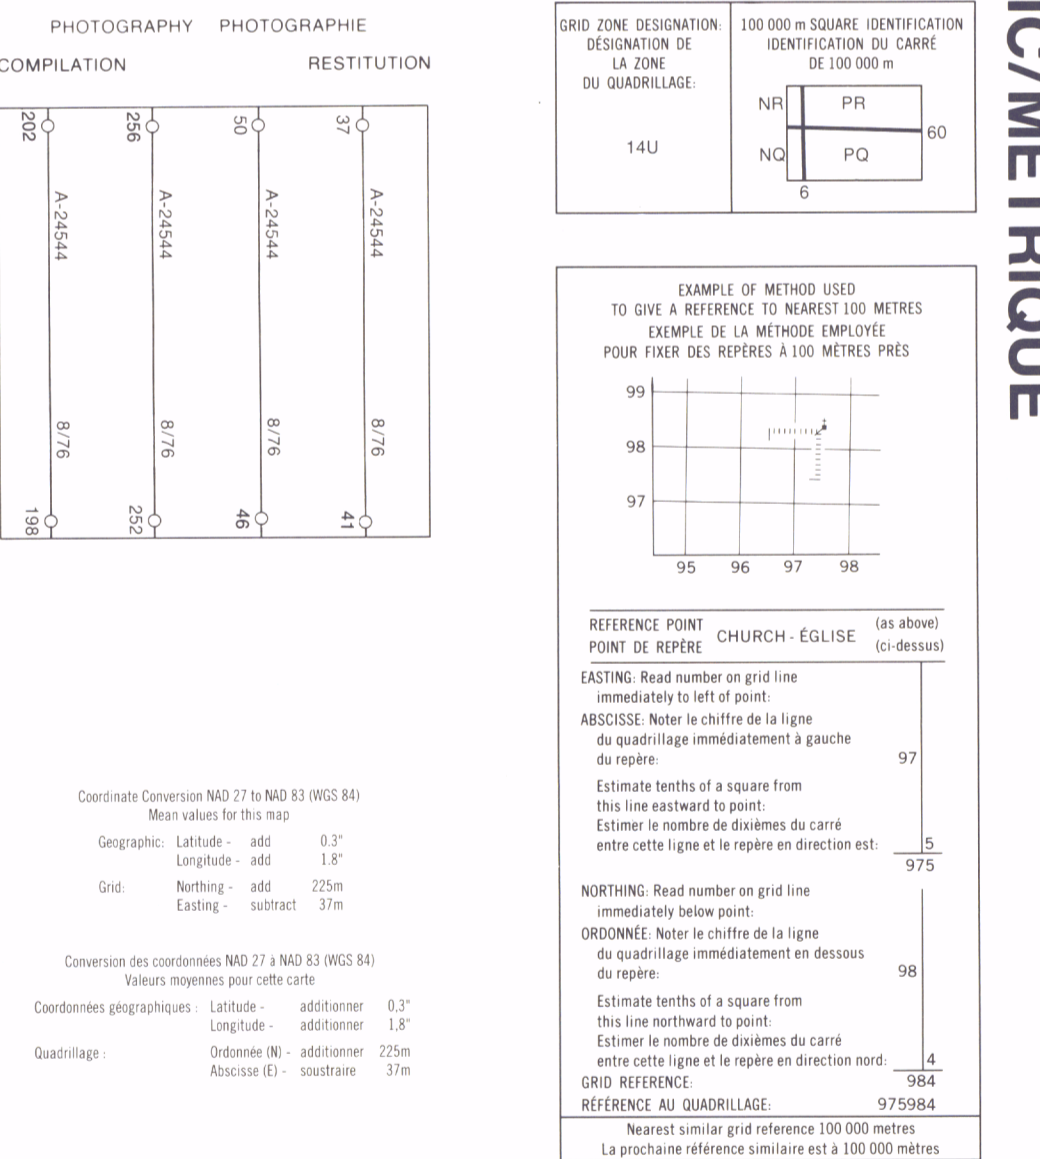 PHOTOGRAPHY PHOTOGRAPHIE
COMPILATION RESTITUTION
202 256 50 37
A-24544 A-24544 A-24544 A-24544
8/76 8/76 8/76 8/76
198 252 46 41
Coordinate Conversion NAD 27 to NAD 83 (WGS 84)
Mean values for this map
Geographic: Latitude - add 0.3"
Longitude - add 1.8"
Grid: Northing - add 225m
Easting - subtract 37m
Conversion des coordonnées NAD 27 à NAD 83 (WGS 84)
Valeurs moyennes pour cette carte
Coordonnées géographiques : Latitude - additionner 0,3"
Longitude - additionner 1,8"
Quadrillage : Ordonnée (N) - additionner 225m
Abscisse (E) - soustraire 37m
GRID ZONE DESIGNATION:
DÉSIGNATION DE
LA ZONE
DU QUADRILLAGE:
14U
100 000 m SQUARE IDENTIFICATION
IDENTIFICATION DU CARRÉ
DE 100 000 m
NR PR
60
NQ PQ
6
EXAMPLE OF METHOD USED
TO GIVE A REFERENCE TO NEAREST 100 METRES
EXEMPLE DE LA MÉTHODE EMPLOYÉE
POUR FIXER DES REPÈRES À 100 MÈTRES PRÈS
99
98
97
95 96 97 98
REFERENCE POINT
POINT DE REPÈRE
CHURCH - ÉGLISE
(as above)
(ci-dessus)
EASTING: Read number on grid line
immediately to left of point:
ABSCISSE: Noter le chiffre de la ligne
du quadrillage immédiatement à gauche
du repère: 97
Estimate tenths of a square from
this line eastward to point:
Estimer le nombre de dixièmes du carré
entre cette ligne et le repère en direction est: 5
975
NORTHING: Read number on grid line
immediately below point:
ORDONNÉE: Noter le chiffre de la ligne
du quadrillage immédiatement en dessous
du repère: 98
Estimate tenths of a square from
this line northward to point:
Estimer le nombre de dixièmes du carré
entre cette ligne et le repère en direction nord: 4
GRID REFERENCE: 984
RÉFÉRENCE AU QUADRILLAGE: 975984
Nearest similar grid reference 100 000 metres
La prochaine référence similaire est à 100 000 mètres
IC/MÉTRIQUE